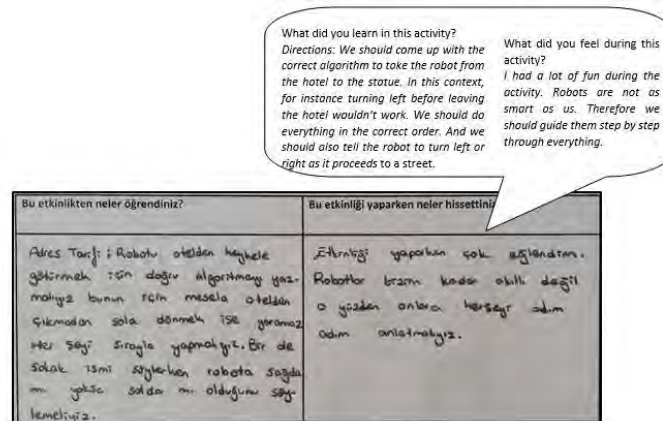 What did you learn in this activity?
Directions: We should come up with the
correct algorithm to take the robot from
the hotel to the statue. In this context,
for instance turning left before leaving
the hotel wouldn't work. We should do
everything in the correct order. And we
should also tell the robot to turn left or
right as it proceeds to a street.
What did you feel during this
activity?
I had a lot of fun during the
activity. Robots are not as
smart as us. Therefore we
should guide them step by step
through everything.
Bu etkinlikten neler öğrendiniz?
Adres Tarifi: Robotu otelden heykele
götürmek için doğru algoritmayı yaz-
malıyız bunun için mesela otelden
çıkmadan sola dönmek işe yaramaz
Her şeyi sırayla yapmalıyız. Bir de
sokak ismi söylerken robota sağda
mı yoksa solda mı olduğunu söy-
lemeliyiz.
Bu etkinliği yaparken neler hissettiniz
Etkinliği yaparken çok eğlendim.
Robotlar bizim kadar akıllı değil
o yüzden onlara herşeyi adım
adım anlatmalıyız.